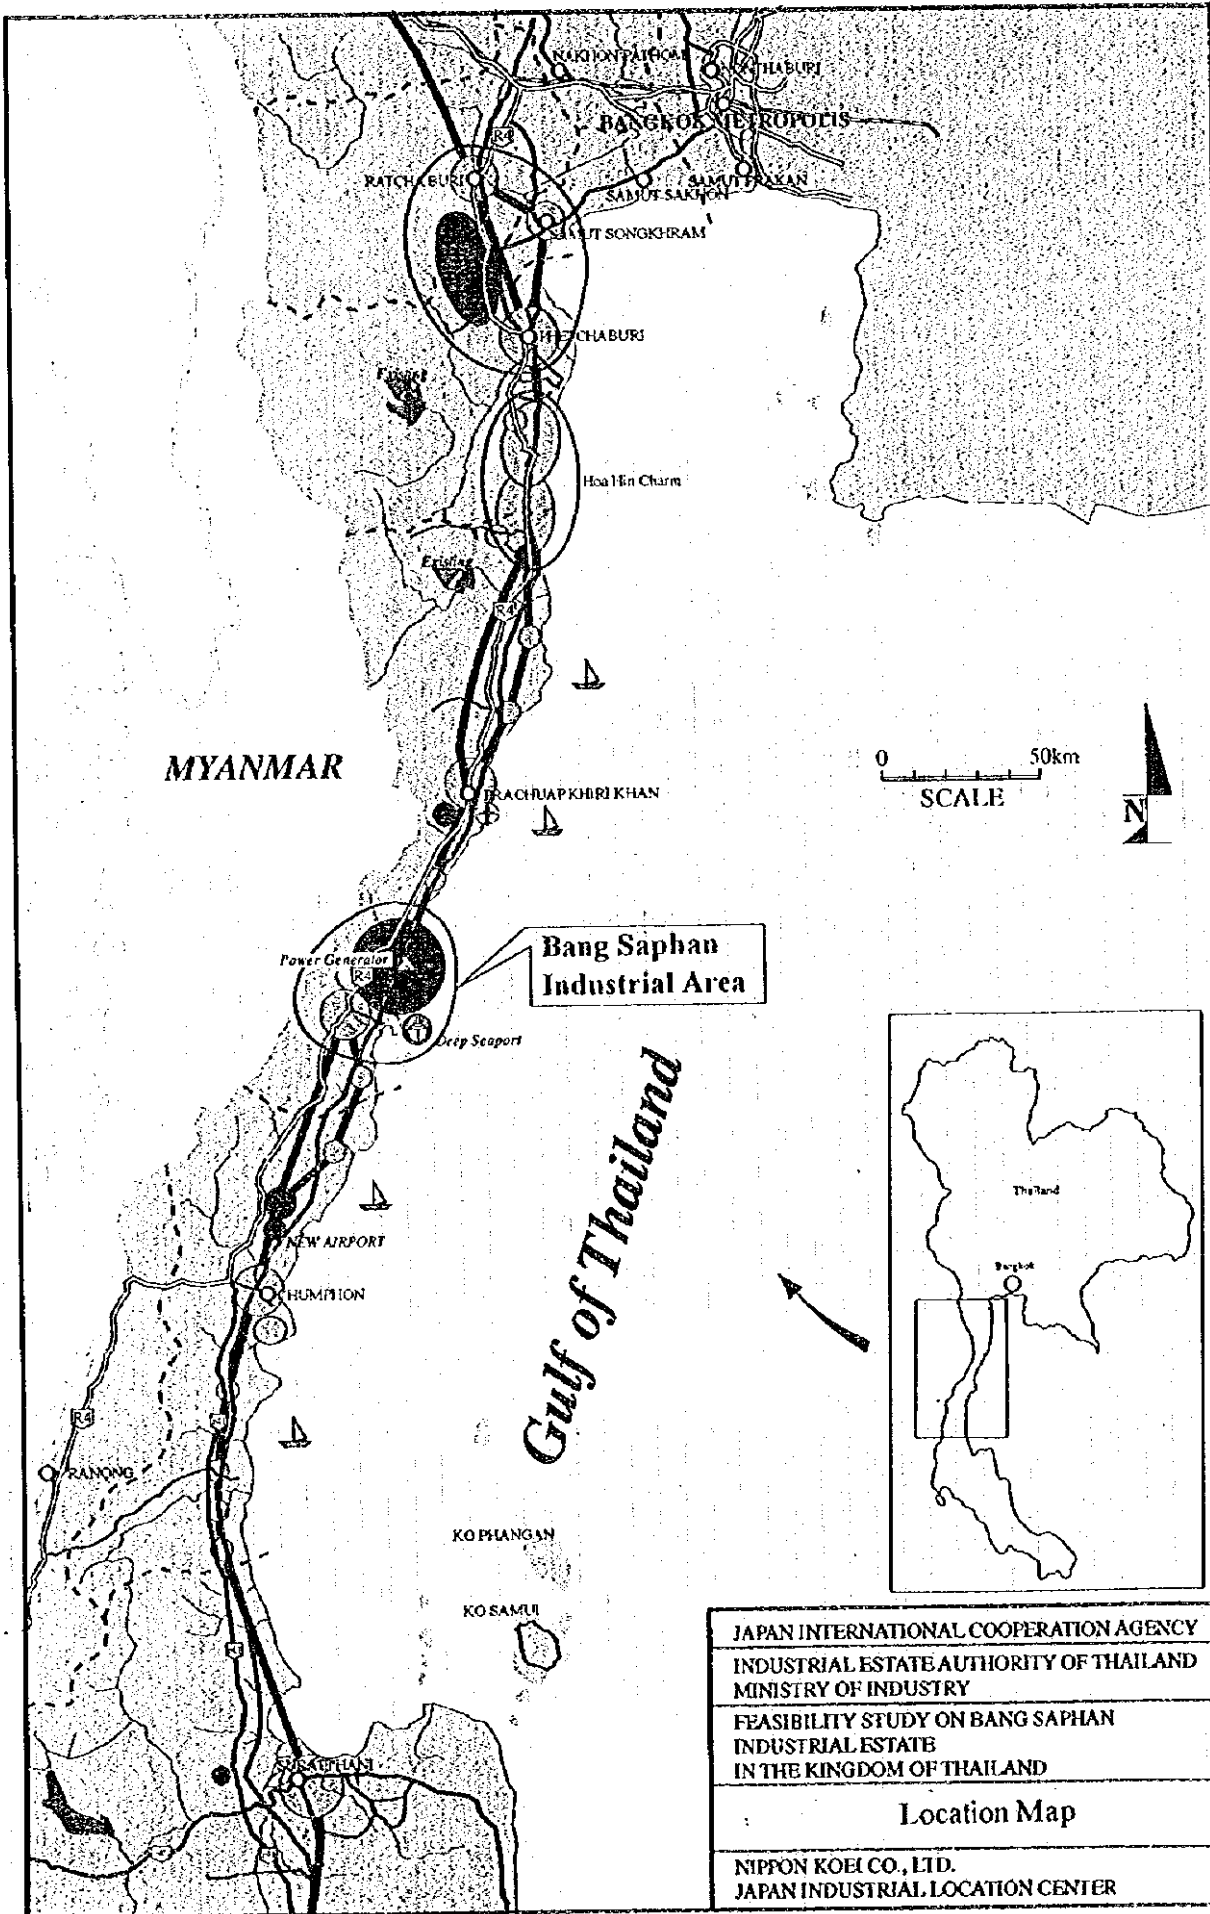 NAKHON PATHOM
THABURI
BANGKOK METROPOLIS
R4
RATCHABURI
SAMUT PRAKAN
SAMUT SAKHON
SAMUT SONGKHRAM
PHETCHABURI
Existing
Hoa Hin Charm
Existing
R4
MYANMAR
0 50km
SCALE
N
PRACHUAP KHIRI KHAN
Bang Saphan
Industrial Area
Power Generator
R4
Deep Seaport
Gulf of Thailand
Thailand
Bangkok
NEW AIRPORT
HUMPHON
R4
RANONG
KO PHANGAN
KO SAMUI
SURATTHANI
JAPAN INTERNATIONAL COOPERATION AGENCY
INDUSTRIAL ESTATE AUTHORITY OF THAILAND
MINISTRY OF INDUSTRY
FEASIBILITY STUDY ON BANG SAPHAN
INDUSTRIAL ESTATE
IN THE KINGDOM OF THAILAND
Location Map
NIPPON KOEI CO., LTD.
JAPAN INDUSTRIAL LOCATION CENTER